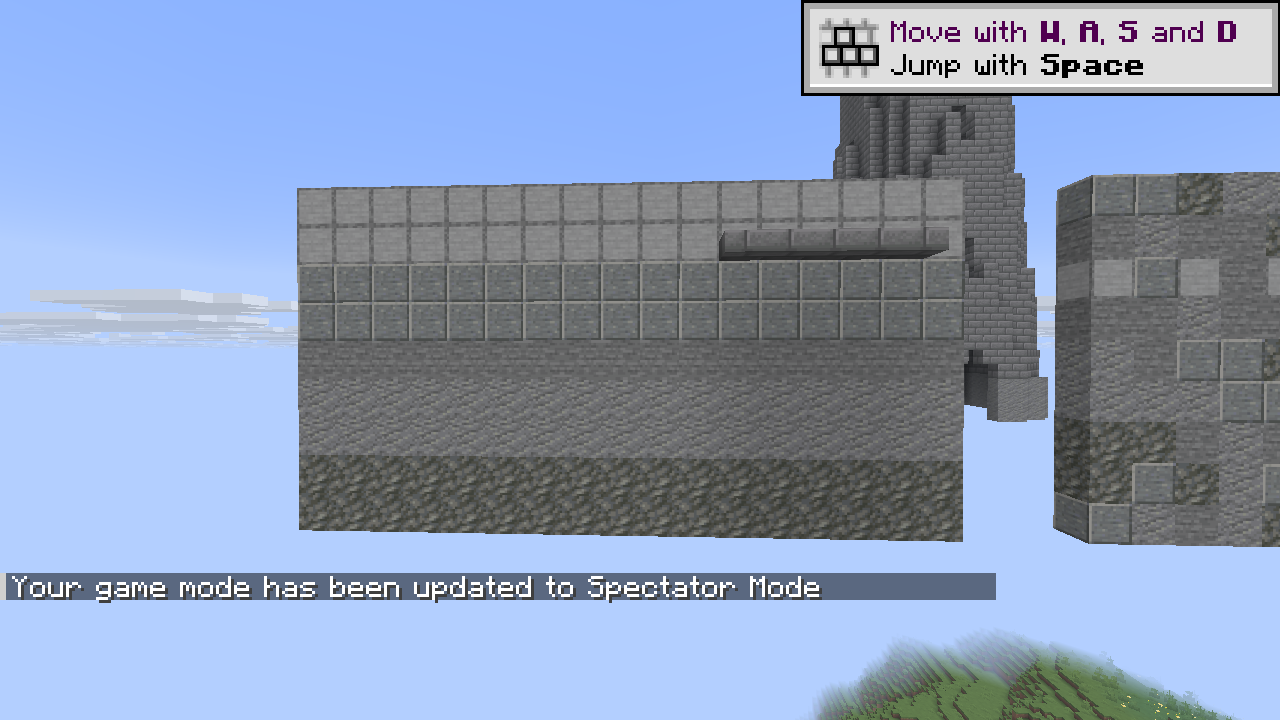 Move with W, A, S and D
Jump with Space
Your game mode has been updated to Spectator Mode